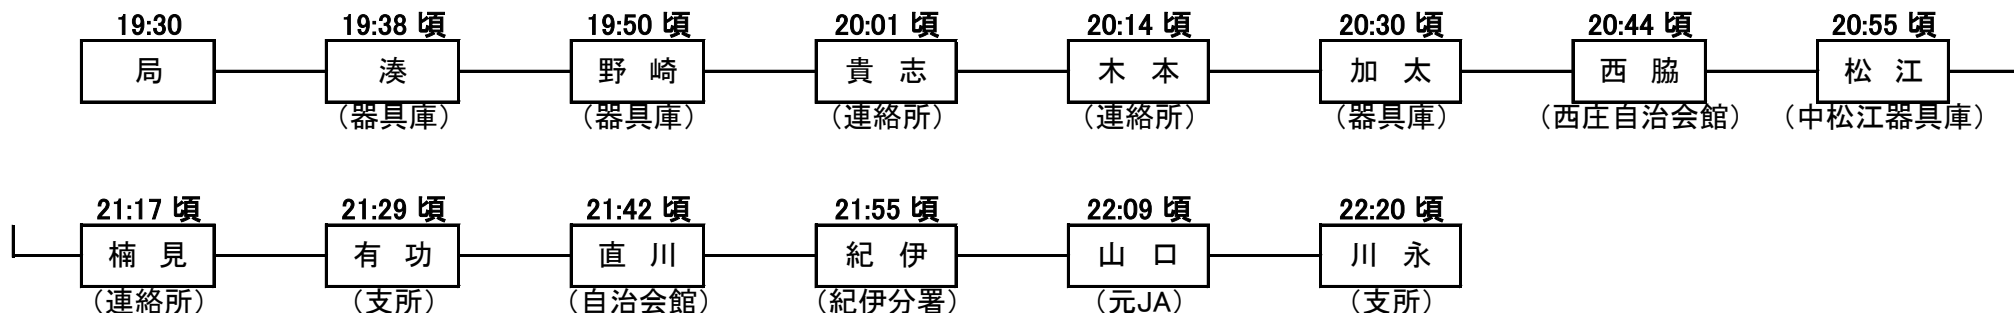 19:30 19:38 頃 19:50 頃 20:01 頃 20:14 頃 20:30 頃 20:44 頃 20:55 頃
局 湊 野 崎 貴 志 木 本 加 太 西 脇 松 江
（器具庫） （器具庫） （連絡所） （連絡所） （器具庫） （西庄自治会館） （中松江器具庫）
21:17 頃 21:29 頃 21:42 頃 21:55 頃 22:09 頃 22:20 頃
楠 見 有 功 直 川 紀 伊 山 口 川 永
（連絡所） （支所） （自治会館） （紀伊分署） （元JA） （支所）